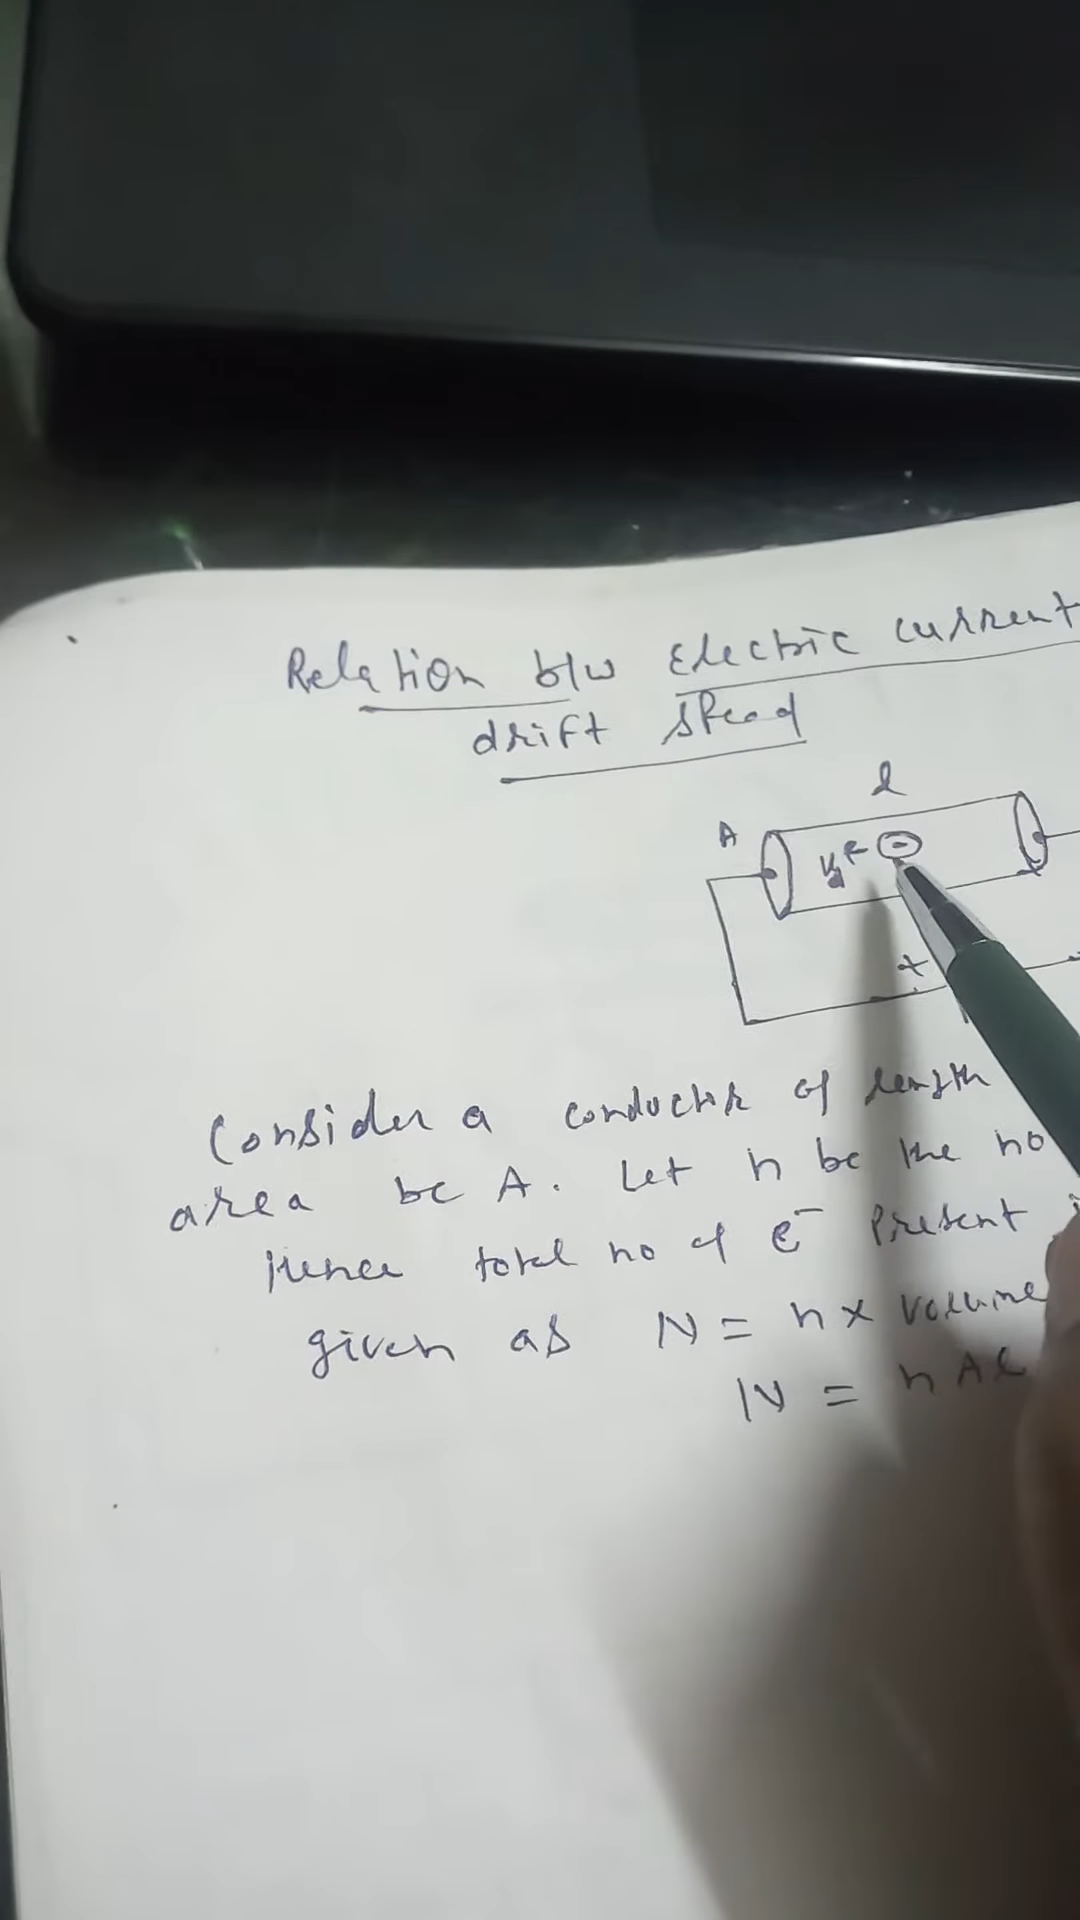 Relation b/w Electric current
drift speed
l
A
Vd ← -
+
Consider a conductor of length
area be A. Let n be the no
Hence total no of e⁻ Present
given as N = n x volume
N = n A l